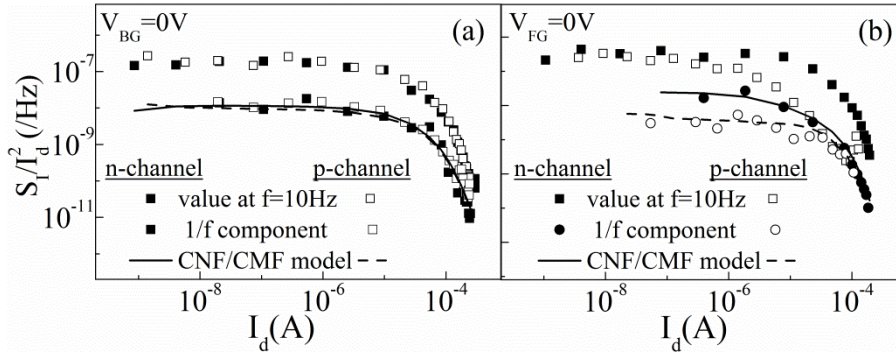 V_BG=0V
(a)
V_FG=0V
(b)
S_I/I_d^2 (/Hz)
10^-7
10^-9
10^-11
n-channel p-channel
value at f=10Hz
1/f component
CNF/CMF model
n-channel p-channel
value at f=10Hz
1/f component
CNF/CMF model
10^-8 10^-6 10^-4
10^-8 10^-6 10^-4
I_d(A)
I_d(A)